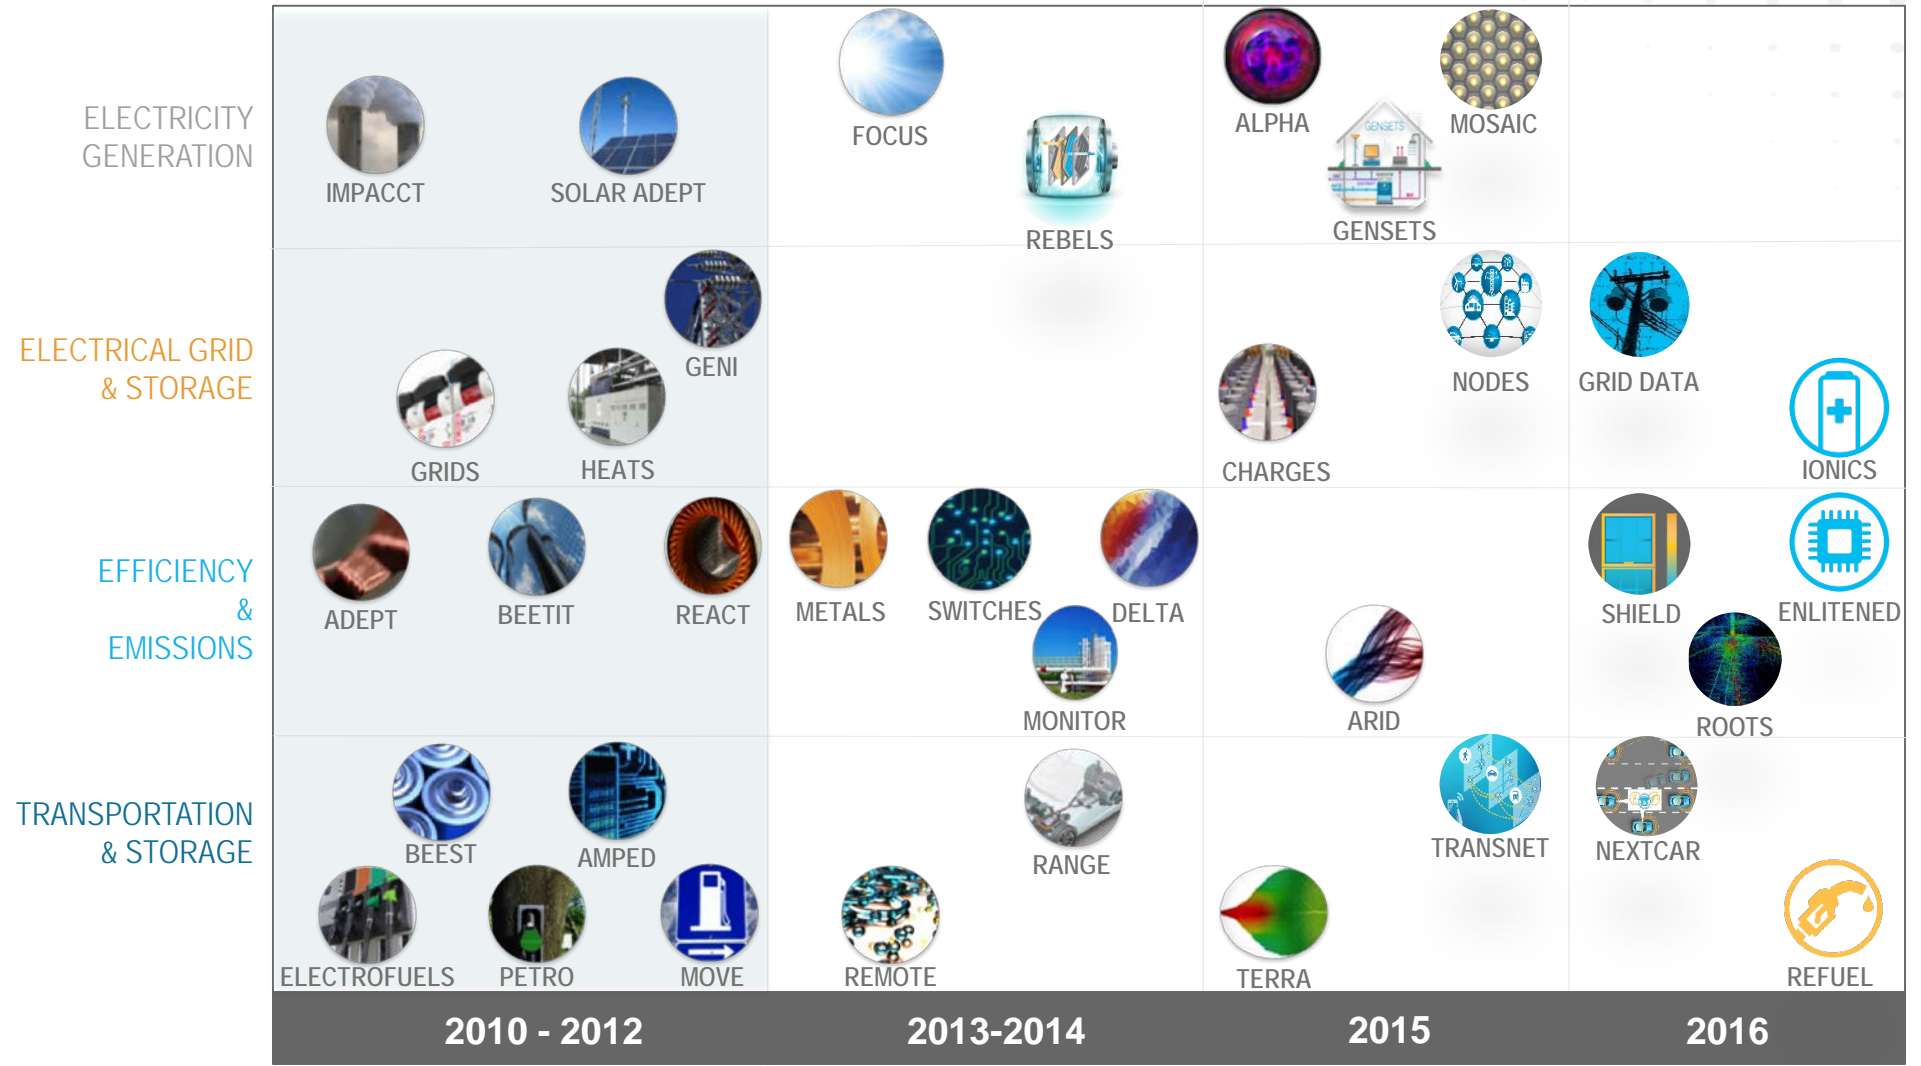 ELECTRICITY
GENERATION
IMPACCT
SOLAR ADEPT
FOCUS
REBELS
ALPHA
GENSETS
GENSETS
MOSAIC
ELECTRICAL GRID
& STORAGE
GRIDS
HEATS
GENI
CHARGES
NODES
GRID DATA
IONICS
EFFICIENCY
&
EMISSIONS
ADEPT
BEETIT
REACT
METALS
SWITCHES
DELTA
MONITOR
ARID
SHIELD
ENLITENED
ROOTS
TRANSPORTATION
& STORAGE
BEEST
AMPED
ELECTROFUELS
PETRO
MOVE
RANGE
REMOTE
TRANSNET
TERRA
NEXTCAR
REFUEL
2010 - 2012
2013-2014
2015
2016